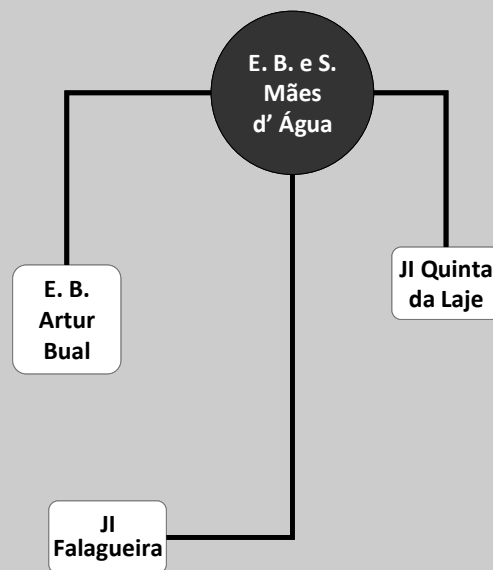 E. B. e S.
Mães
d’ Água
JI Quinta
da Laje
E. B.
Artur
Bual
JI
Falagueira